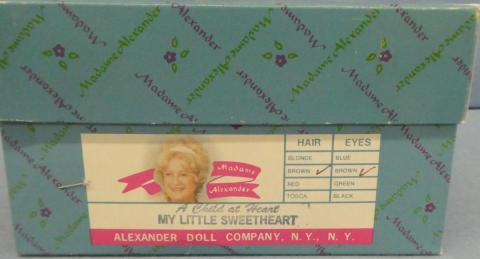 Madame Alexander
Madame Alexander
Madame Alexander
Madame Alexander
Madame
Alexander
HAIR EYES
BLONDE BLUE
BROWN BROWN
RED GREEN
TOSCA BLACK
A Child at Heart
MY LITTLE SWEETHEART
ALEXANDER DOLL COMPANY, N.Y., N.Y.